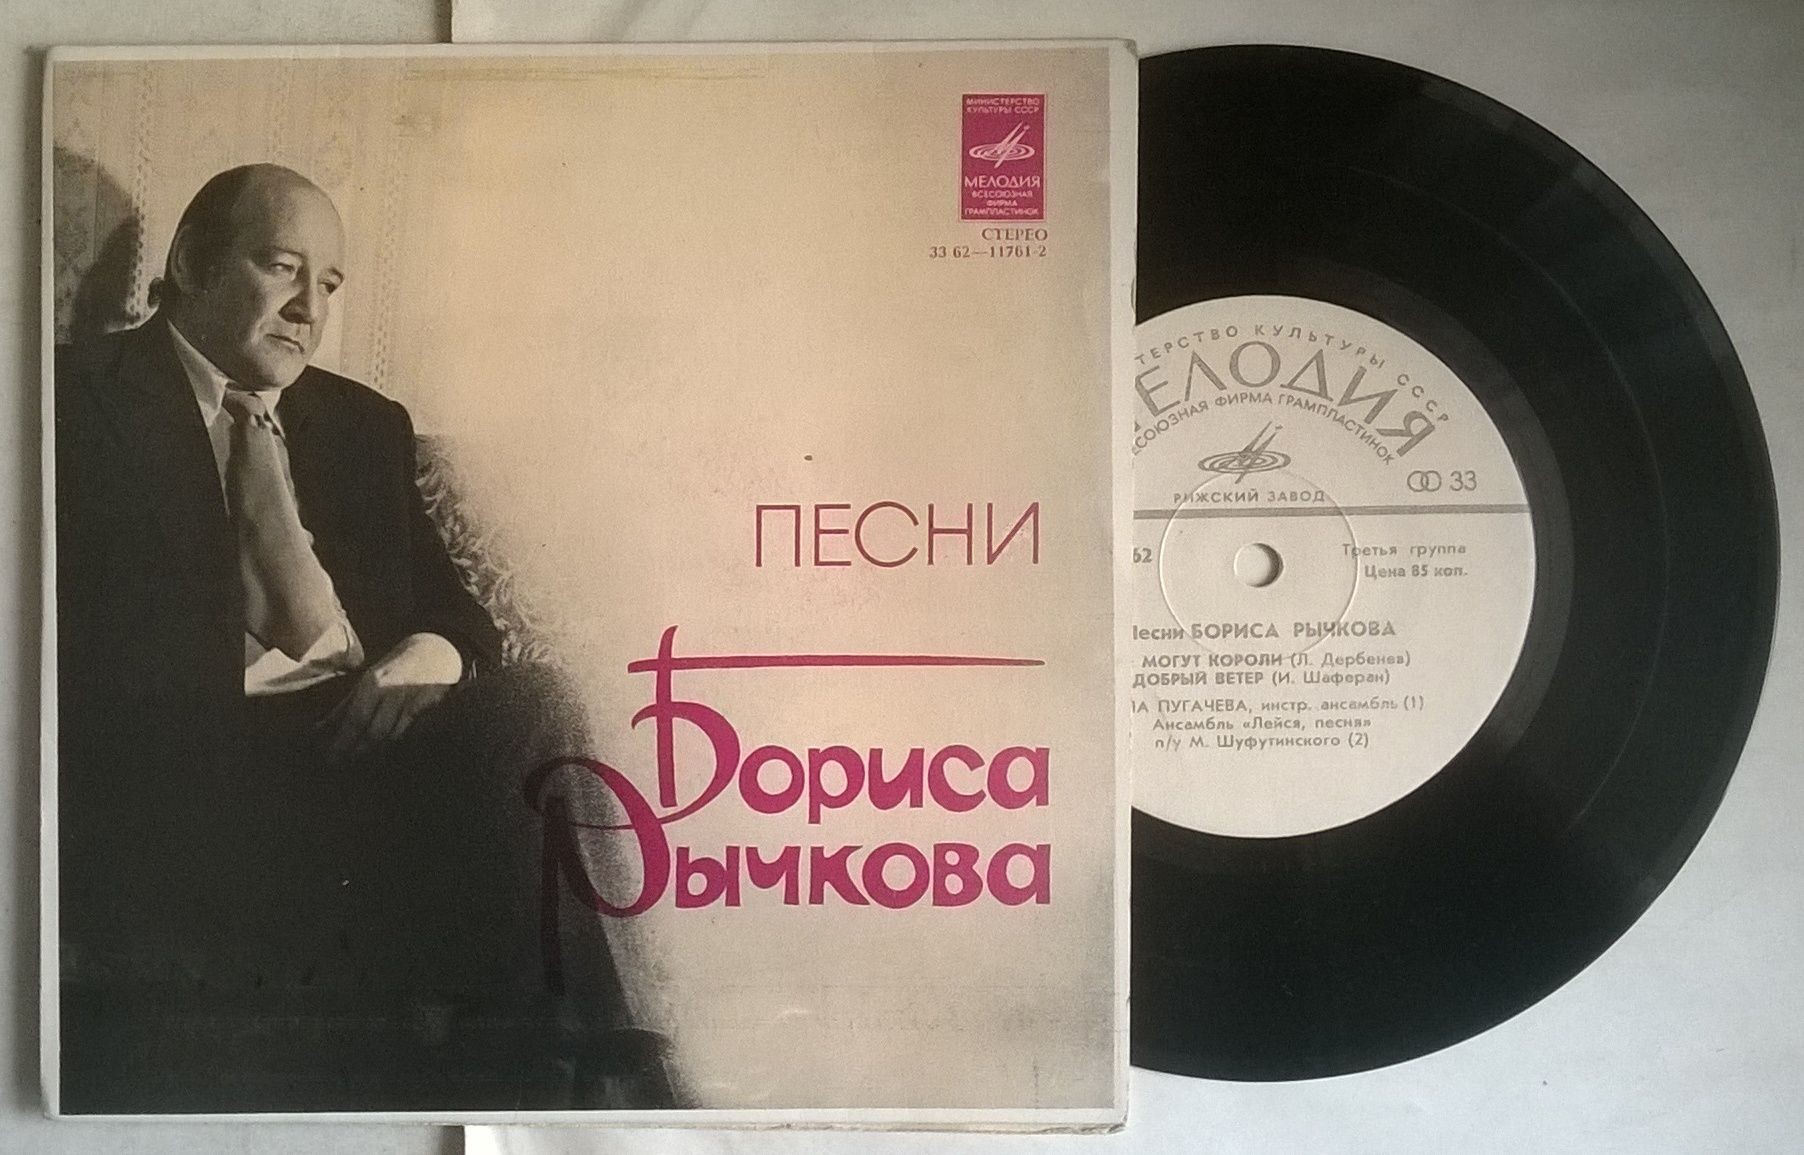 МИНИСТЕРСТВО
КУЛЬТУРЫ СССР
МЕЛОДИЯ
ВСЕСОЮЗНАЯ
ФИРМА
ГРАМПЛАСТИНОК
СТЕРЕО
33 62—11761-2
ПЕСНИ
Бориса
Рычкова
ТЕРСТВО КУЛЬТУРЫ СССР
ЕЛОДИЯ
ЕСОЮЗНАЯ ФИРМА ГРАМПЛАСТИНОК
33
РИЖСКИЙ ЗАВОД
62
Третья группа
Цена 85 коп.
Песни БОРИСА РЫЧКОВА
МОГУТ КОРОЛИ (Л. Дербенев)
ДОБРЫЙ ВЕТЕР (И. Шаферан)
ЛА ПУГАЧЕВА, инстр. ансамбль (1)
Ансамбль «Лейся, песня»
п/у М. Шуфутинского (2)